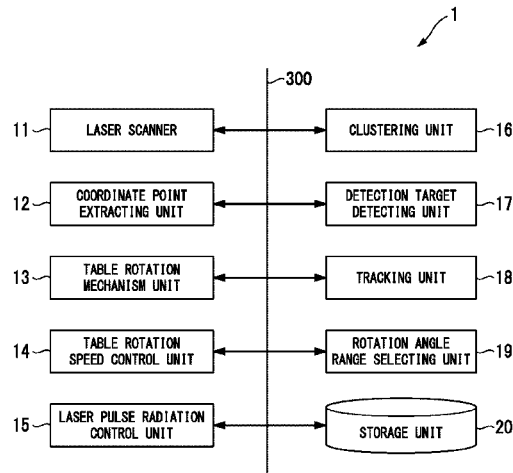 1
300
11 LASER SCANNER
CLUSTERING UNIT 16
12 COORDINATE POINT
EXTRACTING UNIT
DETECTION TARGET
DETECTING UNIT 17
13 TABLE ROTATION
MECHANISM UNIT
TRACKING UNIT 18
14 TABLE ROTATION
SPEED CONTROL UNIT
ROTATION ANGLE
RANGE SELECTING UNIT 19
15 LASER PULSE RADIATION
CONTROL UNIT
STORAGE UNIT 20